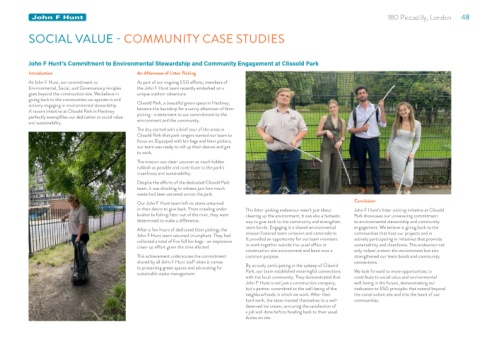 John F Hunt
180 Piccadilly, London 48
SOCIAL VALUE - COMMUNITY CASE STUDIES
John F Hunt's Commitment to Environmental Stewardship and Community Engagement at Clissold Park
Introduction
At John F Hunt, our commitment to
Environmental, Social, and Governance principles
goes beyond the construction site. We believe in
giving back to the communities we operate in and
actively engaging in environmental stewardship.
A recent initiative at Clissold Park in Hackney
perfectly exemplifies our dedication to social value
and sustainability.
An Afternoon of Litter Picking
As part of our ongoing ESG efforts, members of
the John F Hunt team recently embarked on a
unique outdoor adventure.
Clissold Park, a beautiful green space in Hackney,
became the backdrop for a sunny afternoon of litter
picking - a testament to our commitment to the
environment and the community.
The day started with a brief tour of the areas in
Clissold Park that park rangers wanted our team to
focus on. Equipped with bin bags and litter pickers,
our team was ready to roll up their sleeves and get
to work.
The mission was clear: uncover as much hidden
rubbish as possible and contribute to the park's
cleanliness and sustainability.
Despite the efforts of the dedicated Clissold Park
team, it was shocking to witness just how much
waste had been secreted across the park.
Our John F Hunt team left no stone unturned
in their desire to give back. From crawling under
bushes to fishing litter out of the river, they were
determined to make a difference.
After a few hours of dedicated litter picking, the
John F Hunt team returned triumphant. They had
collected a total of five full bin bags - an impressive
clean-up effort given the time allotted.
This achievement underscores the commitment
shared by all John F Hunt staff when it comes
to protecting green spaces and advocating for
sustainable waste management.
This litter-picking endeavour wasn't just about
cleaning up the environment; it was also a fantastic
way to give back to the community and strengthen
team bonds. Engaging in a shared environmental
mission fostered team cohesion and camaraderie.
It provided an opportunity for our team members
to work together outside the usual office or
construction site environment and bond over a
common purpose.
By actively participating in the upkeep of Clissold
Park, our team established meaningful connections
with the local community. They demonstrated that
John F Hunt is not just a construction company,
but a partner committed to the well-being of the
neighbourhoods in which we work. After their
hard work, the team treated themselves to a well-
deserved ice cream, savouring the satisfaction of
a job well done before heading back to their usual
duties on site.
Conclusion
John F Hunt's litter-picking initiative at Clissold
Park showcases our unwavering commitment
to environmental stewardship and community
engagement. We believe in giving back to the
communities that host our projects and in
actively participating in initiatives that promote
sustainability and cleanliness. This endeavour not
only helped protect the environment but also
strengthened our team bonds and community
connections.
We look forward to more opportunities to
contribute to social value and environmental
well-being in the future, demonstrating our
dedication to ESG principles that extend beyond
the construction site and into the heart of our
communities.